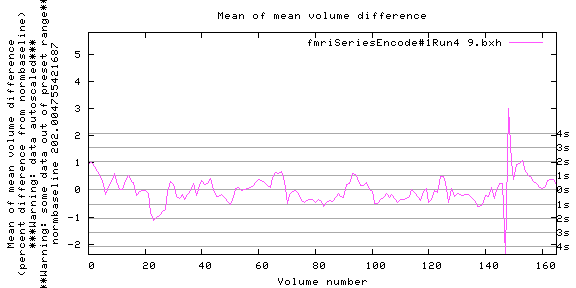 Mean of mean volume difference
fmriSeriesEncode#1Run4 9.bxh
Mean of mean volume difference
(percent difference from normbaseline)
***Warning: data autoscaled***
**Warning: some data out of preset range**
normbaseline 202.004755421687
5
4
3
2
1
0
-1
-2
4s
3s
2s
1s
0s
1s
2s
3s
4s
0
20
40
60
80
100
120
140
160
Volume number